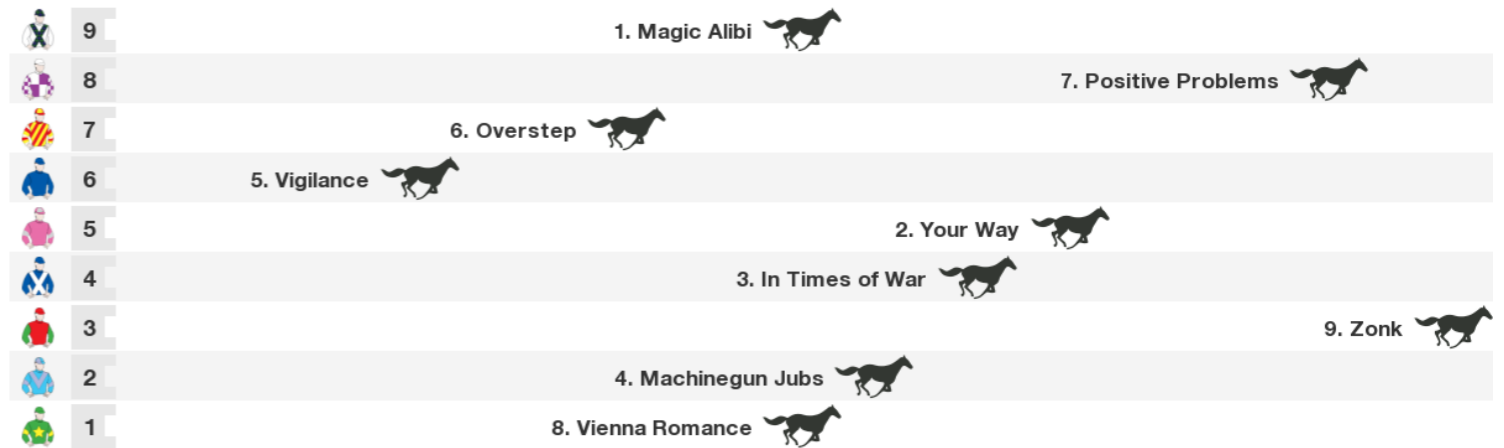 9 1. Magic Alibi
8 7. Positive Problems
7 6. Overstep
6 5. Vigilance
5 2. Your Way
4 3. In Times of War
3 9. Zonk
2 4. Machinegun Jubs
1 8. Vienna Romance